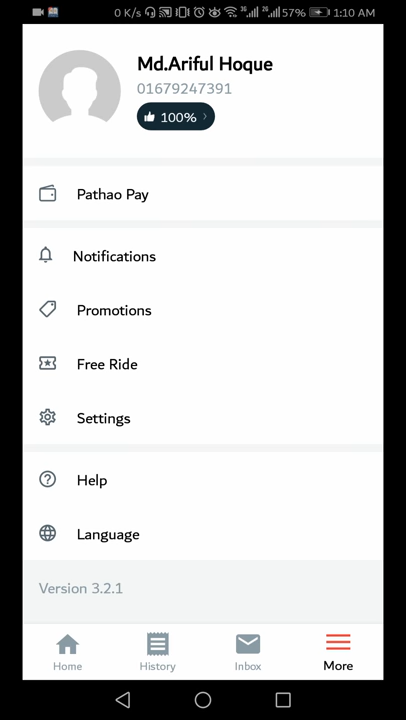 0 K/s 57% 1:10 AM
Md.Ariful Hoque
01679247391
100%
Pathao Pay
Notifications
Promotions
Free Ride
Settings
Help
Language
Version 3.2.1
Home History Inbox More